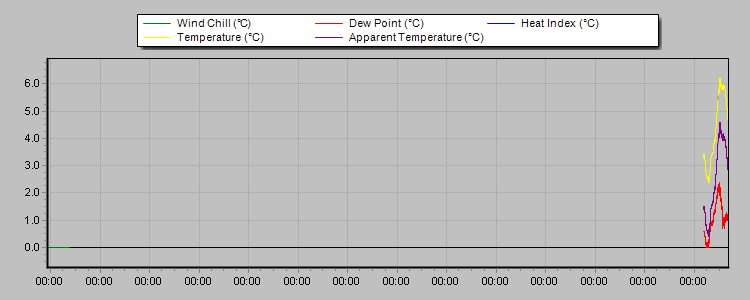 Wind Chill (°C) Dew Point (°C) Heat Index (°C)
Temperature (°C) Apparent Temperature (°C)
6.0
5.0
4.0
3.0
2.0
1.0
0.0
00:00 00:00 00:00 00:00 00:00 00:00 00:00 00:00 00:00 00:00 00:00 00:00 00:00 00:00